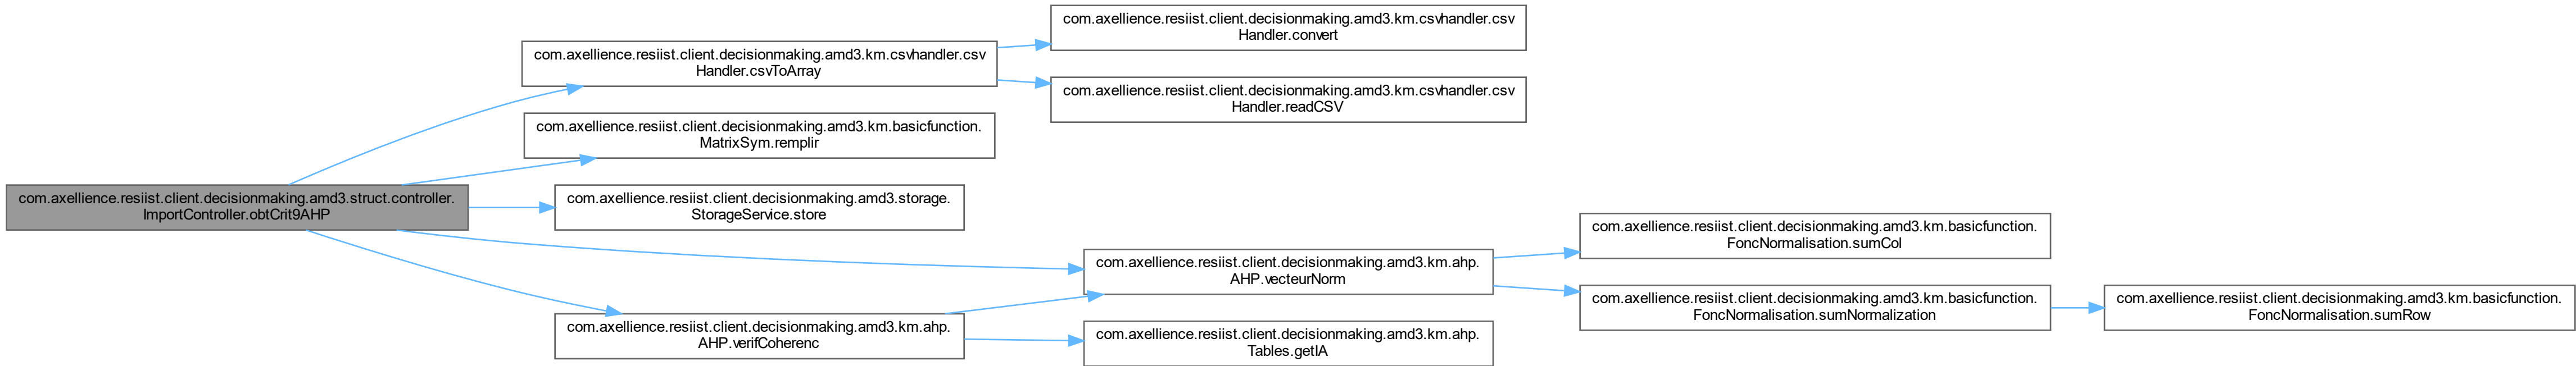 com.axellience.resiist.client.decisionmaking.amd3.struct.controller.
ImportController.obtCrit9AHP
com.axellience.resiist.client.decisionmaking.amd3.km.csvhandler.csv
Handler.csvToArray
com.axellience.resiist.client.decisionmaking.amd3.km.csvhandler.csv
Handler.convert
com.axellience.resiist.client.decisionmaking.amd3.km.csvhandler.csv
Handler.readCSV
com.axellience.resiist.client.decisionmaking.amd3.km.basicfunction.
MatrixSym.remplir
com.axellience.resiist.client.decisionmaking.amd3.storage.
StorageService.store
com.axellience.resiist.client.decisionmaking.amd3.km.ahp.
AHP.vecteurNorm
com.axellience.resiist.client.decisionmaking.amd3.km.ahp.
AHP.verifCoherenc
com.axellience.resiist.client.decisionmaking.amd3.km.basicfunction.
FoncNormalisation.sumCol
com.axellience.resiist.client.decisionmaking.amd3.km.basicfunction.
FoncNormalisation.sumNormalization
com.axellience.resiist.client.decisionmaking.amd3.km.basicfunction.
FoncNormalisation.sumRow
com.axellience.resiist.client.decisionmaking.amd3.km.ahp.
Tables.getIA